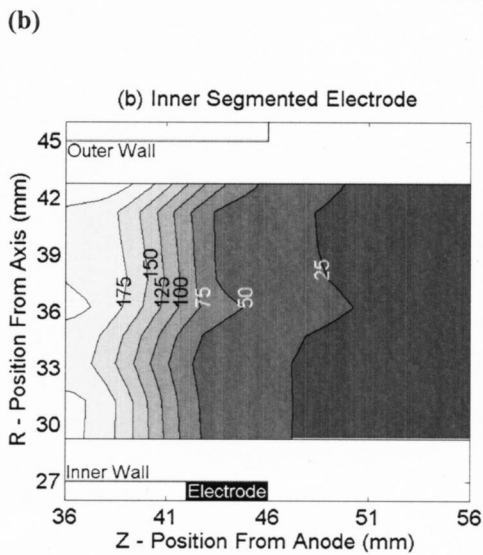 (b)
(b) Inner Segmented Electrode
R - Position From Axis (mm)
45
42
39
36
33
30
27
Outer Wall
175
150
125
100
75
50
25
Inner Wall
Electrode
36 41 46 51 56
Z - Position From Anode (mm)